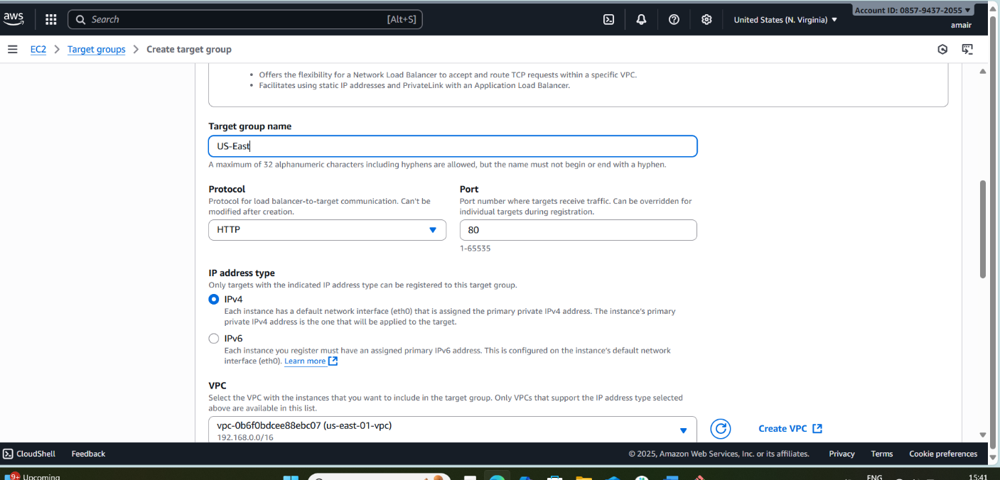 aws
Search
[Alt+S]
United States (N. Virginia)
Account ID: 0857-9437-2055
amair
EC2
Target groups
Create target group
Offers the flexibility for a Network Load Balancer to accept and route TCP requests within a specific VPC.
Facilitates using static IP addresses and PrivateLink with an Application Load Balancer.
Target group name
US-East
A maximum of 32 alphanumeric characters including hyphens are allowed, but the name must not begin or end with a hyphen.
Protocol
Protocol for load balancer-to-target communication. Can't be
modified after creation.
HTTP
Port
Port number where targets receive traffic. Can be overridden for
individual targets during registration.
80
1-65535
IP address type
Only targets with the indicated IP address type can be registered to this target group.
IPv4
Each instance has a default network interface (eth0) that is assigned the primary private IPv4 address. The instance's primary
private IPv4 address is the one that will be applied to the target.
IPv6
Each instance you register must have an assigned primary IPv6 address. This is configured on the instance's default network
interface (eth0). Learn more
VPC
Select the VPC with the instances that you want to include in the target group. Only VPCs that support the IP address type selected
above are available in this list.
vpc-0b6f0bdcee88ebc07 (us-east-01-vpc)
192.168.0.0/16
Create VPC
CloudShell
Feedback
© 2025, Amazon Web Services, Inc. or its affiliates.
Privacy
Terms
Cookie preferences
9+
Upcoming
ENG
15:41